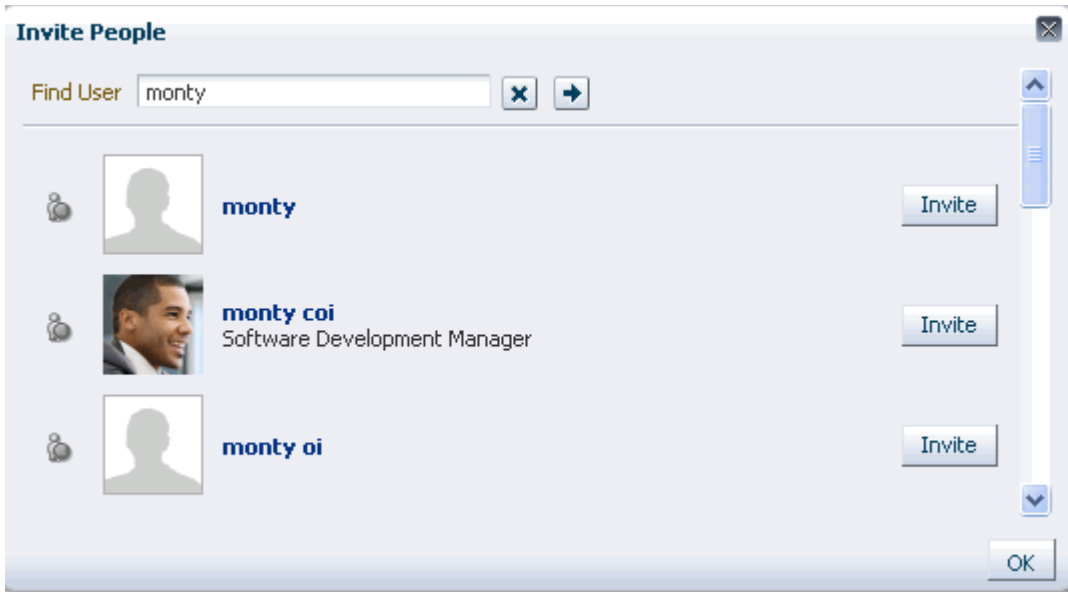 Invite People
Find User monty
monty
Invite
monty coi
Software Development Manager
Invite
monty oi
Invite
OK